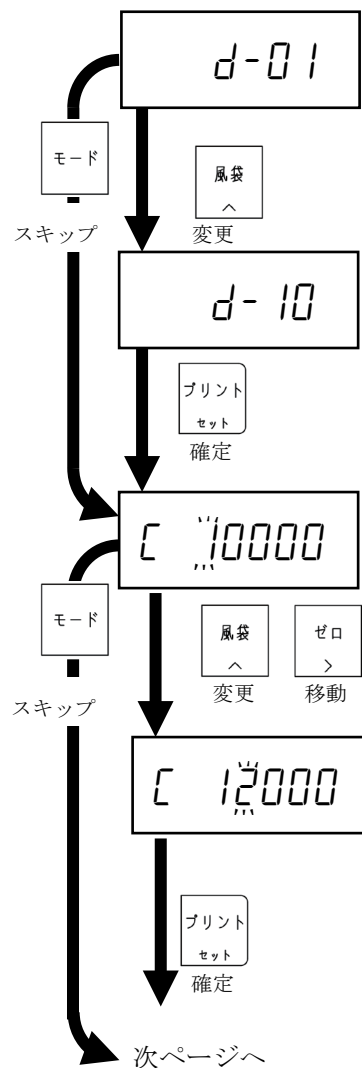 d-01
モード
風袋
^
スキップ
変更
d-10
プリント
セット
確定
C 10000
モード
風袋
^
ゼロ
>
スキップ
変更
移動
C 12000
プリント
セット
確定
次ページへ